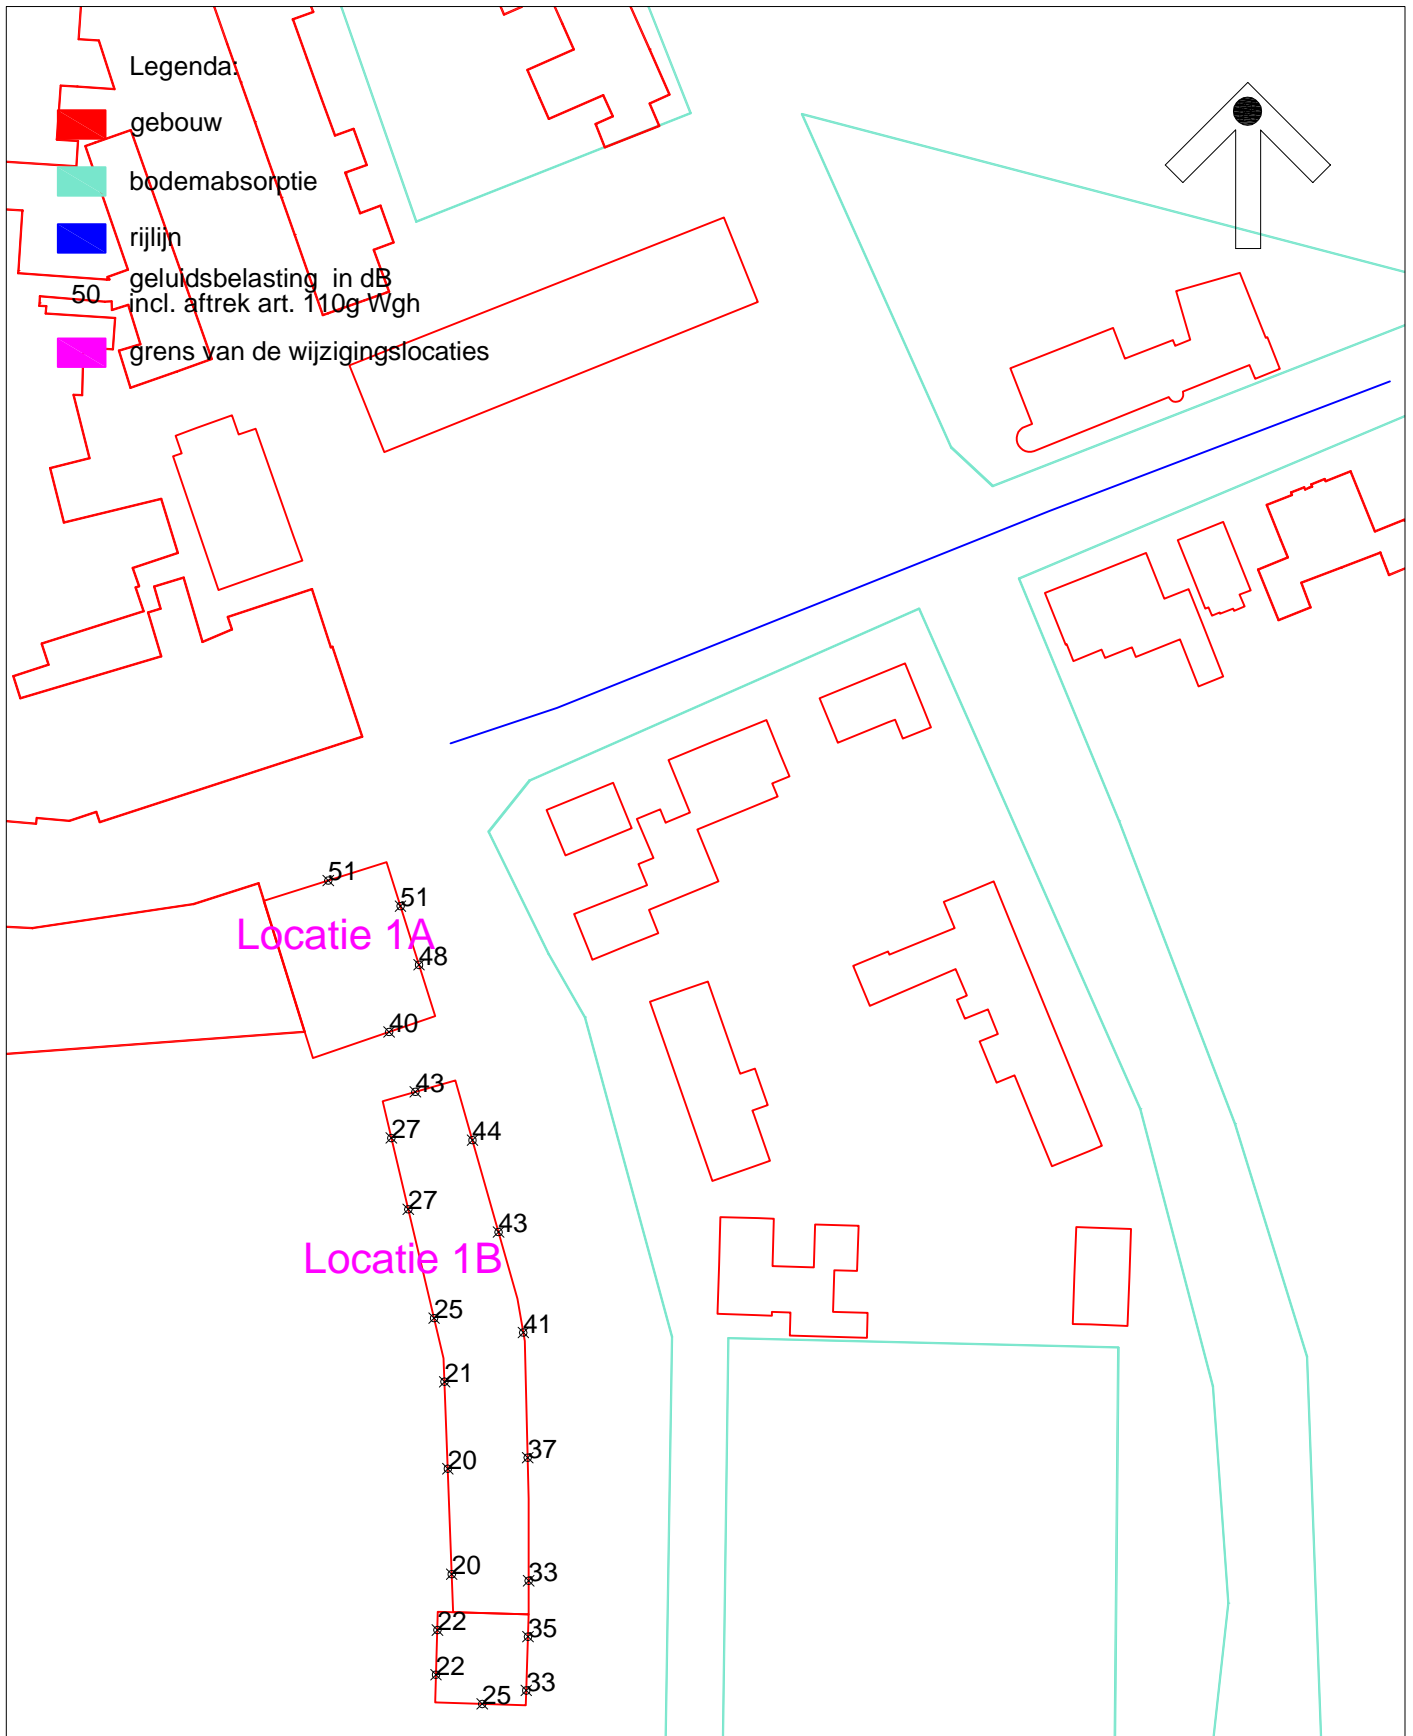 Legenda:
gebouw
bodemabsorptie
rijlijn
geluidsbelasting in dB
50 incl. aftrek art. 110g Wgh
grens van de wijzigingslocaties
51
51
Locatie 1A
48
40
43
27
44
27
43
Locatie 1B
25
41
21
37
20
20
33
22
35
22
33
25